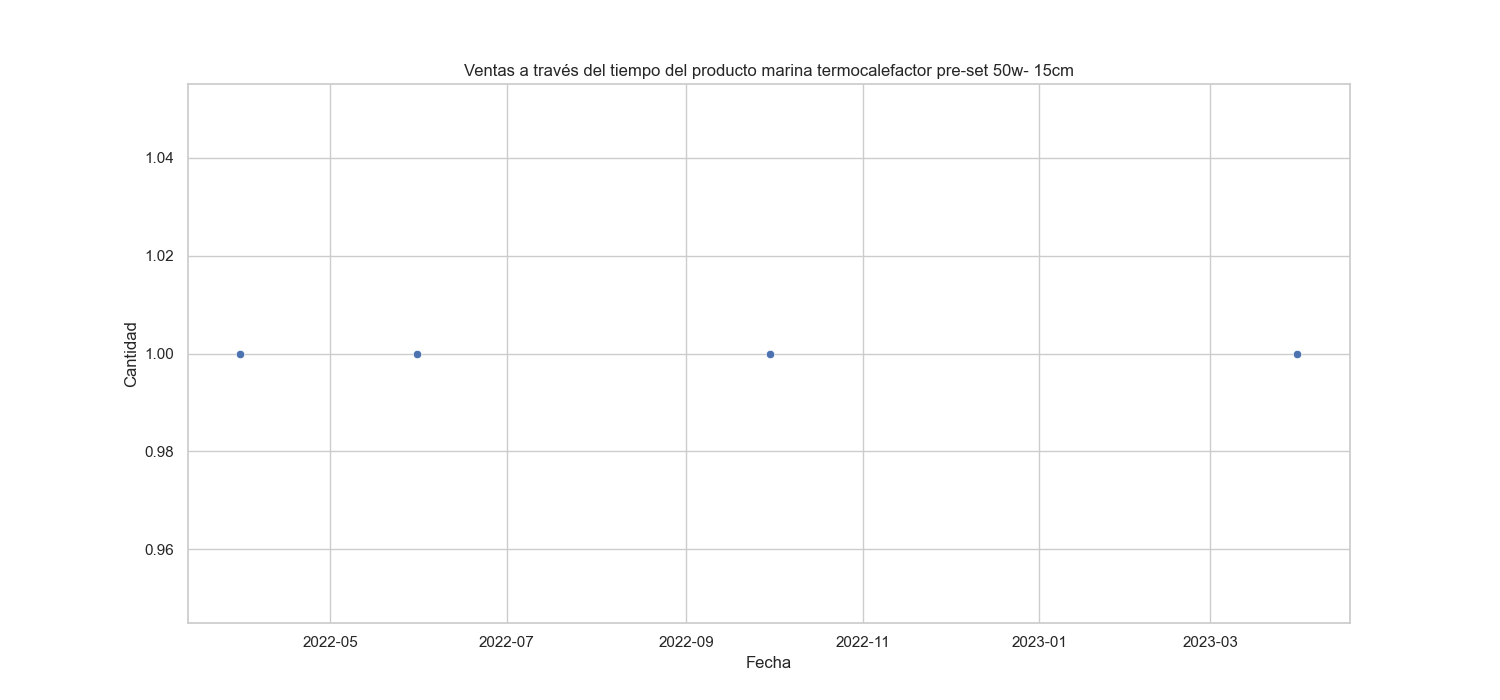 Ventas a través del tiempo del producto marina termocalefactor pre-set 50w- 15cm
1.04
1.02
1.00
0.98
0.96
Cantidad
2022-05 2022-07 2022-09 2022-11 2023-01 2023-03
Fecha